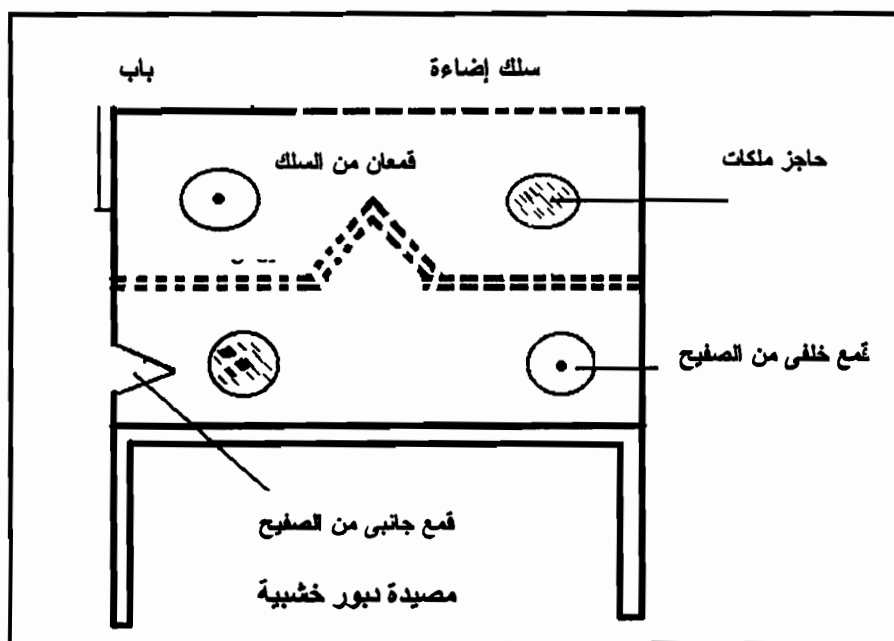 سلك إضاءة
باب
قمعان من السلك
حاجز ملكات
قمع خلفى من الصفيح
قمع جانبى من الصفيح
مصيدة دبور خشبية